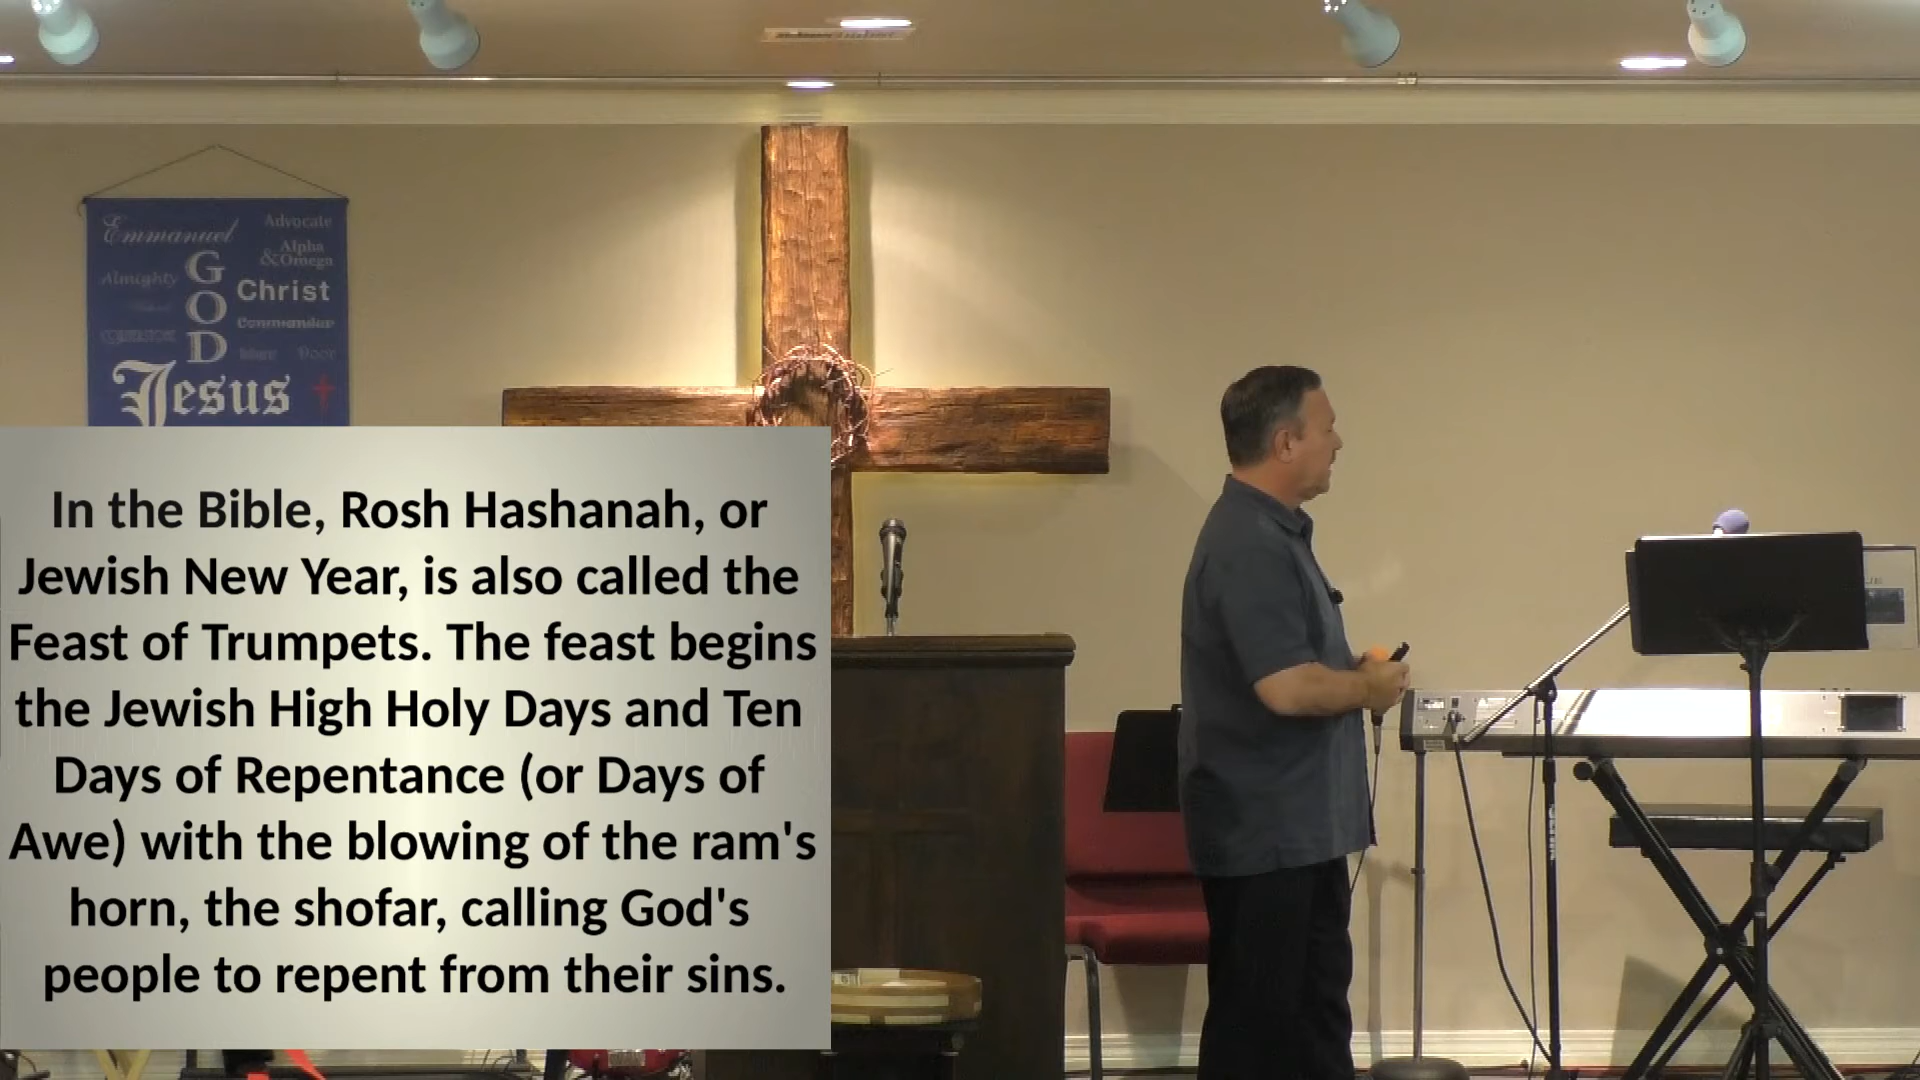 Emmanuel
Advocate
Alpha
& Omega
Almighty
GOD
Christ
Commander
Door
Jesus
In the Bible, Rosh Hashanah, or
Jewish New Year, is also called the
Feast of Trumpets. The feast begins
the Jewish High Holy Days and Ten
Days of Repentance (or Days of
Awe) with the blowing of the ram's
horn, the shofar, calling God's
people to repent from their sins.